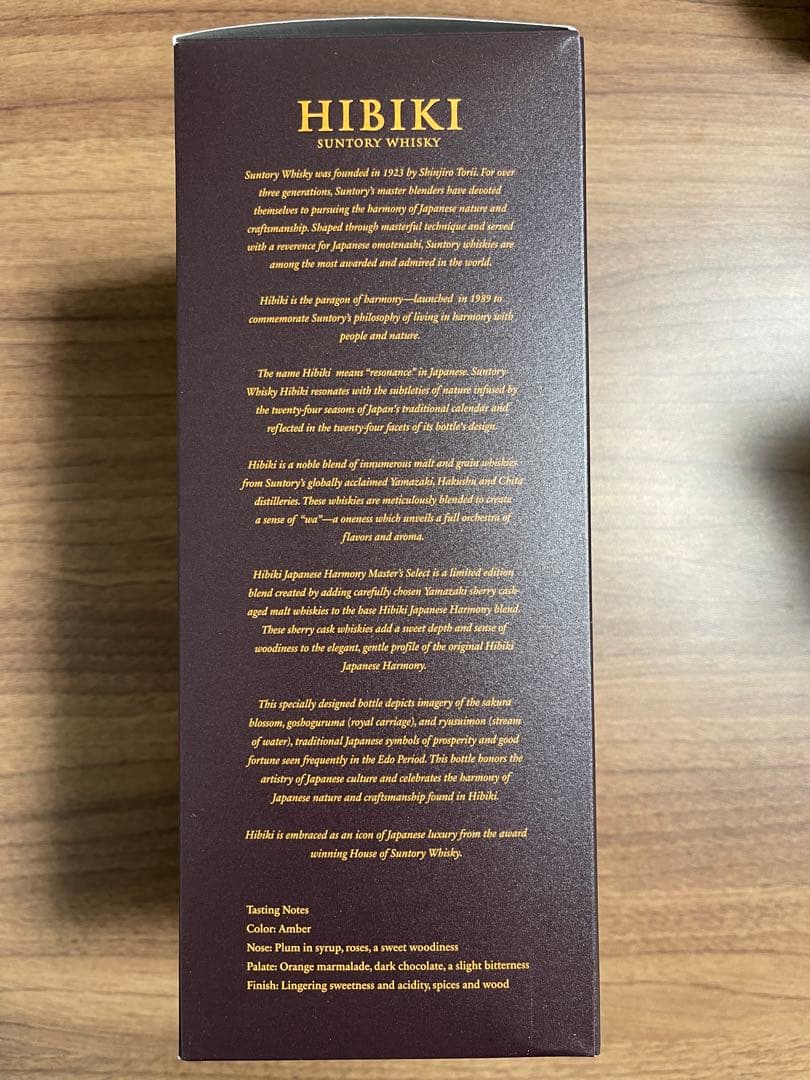 HIBIKI
SUNTORY WHISKY
Suntory Whisky was founded in 1923 by Shinjiro Torii. For over
three generations, Suntory's master blenders have devoted
themselves to pursuing the harmony of Japanese nature and
craftsmanship. Shaped through masterful technique and served
with a reverence for Japanese omotenashi, Suntory whiskies are
among the most awarded and admired in the world.
Hibiki is the paragon of harmony—launched in 1989 to
commemorate Suntory's philosophy of living in harmony with
people and nature.
The name Hibiki means "resonance" in Japanese. Suntory
Whisky Hibiki resonates with the subtleties of nature infused by
the twenty-four seasons of Japan's traditional calendar and
reflected in the twenty-four facets of its bottle's design.
Hibiki is a noble blend of innumerous malt and grain whiskies
from Suntory's globally acclaimed Yamazaki, Hakushu and Chita
distilleries. These whiskies are meticulously blended to create
a sense of "wa"—a oneness which unveils a full orchestra of
flavors and aroma.
Hibiki Japanese Harmony Master's Select is a limited edition
blend created by adding carefully chosen Yamazaki sherry cask-
aged malt whiskies to the base Hibiki Japanese Harmony blend.
These sherry cask whiskies add a sweet depth and sense of
woodiness to the elegant, gentle profile of the original Hibiki
Japanese Harmony.
This specially designed bottle depicts imagery of the sakura
blossom, goshoguruma (royal carriage), and ryusuimon (stream
of water), traditional Japanese symbols of prosperity and good
fortune seen frequently in the Edo Period. This bottle honors the
artistry of Japanese culture and celebrates the harmony of
Japanese nature and craftsmanship found in Hibiki.
Hibiki is embraced as an icon of Japanese luxury from the award
winning House of Suntory Whisky.
Tasting Notes
Color: Amber
Nose: Plum in syrup, roses, a sweet woodiness
Palate: Orange marmalade, dark chocolate, a slight bitterness
Finish: Lingering sweetness and acidity, spices and wood